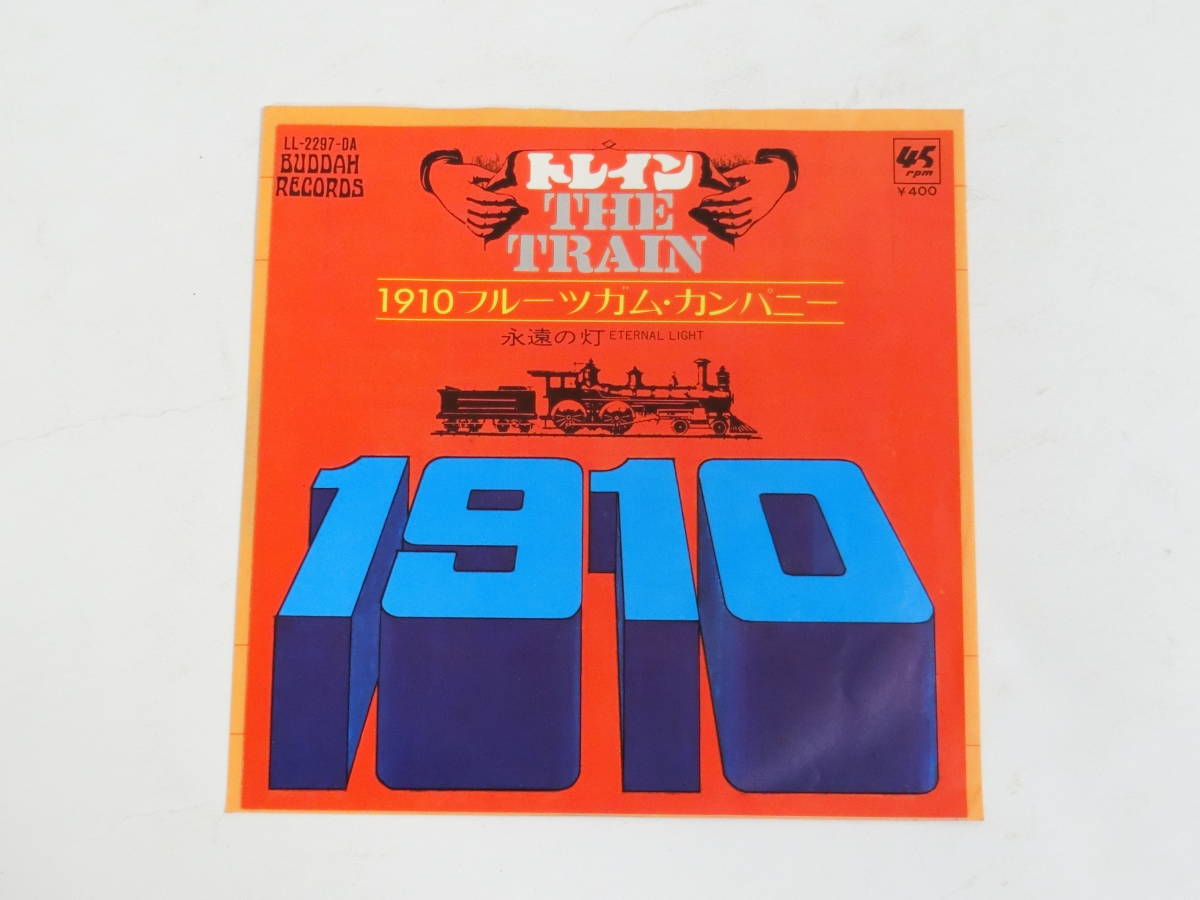 LL-2297-DA
BUDDAH
RECORDS
45
rpm
¥400
トレイン
THE
TRAIN
1910フルーツガム・カンパニー
永遠の灯 ETERNAL LIGHT
1910